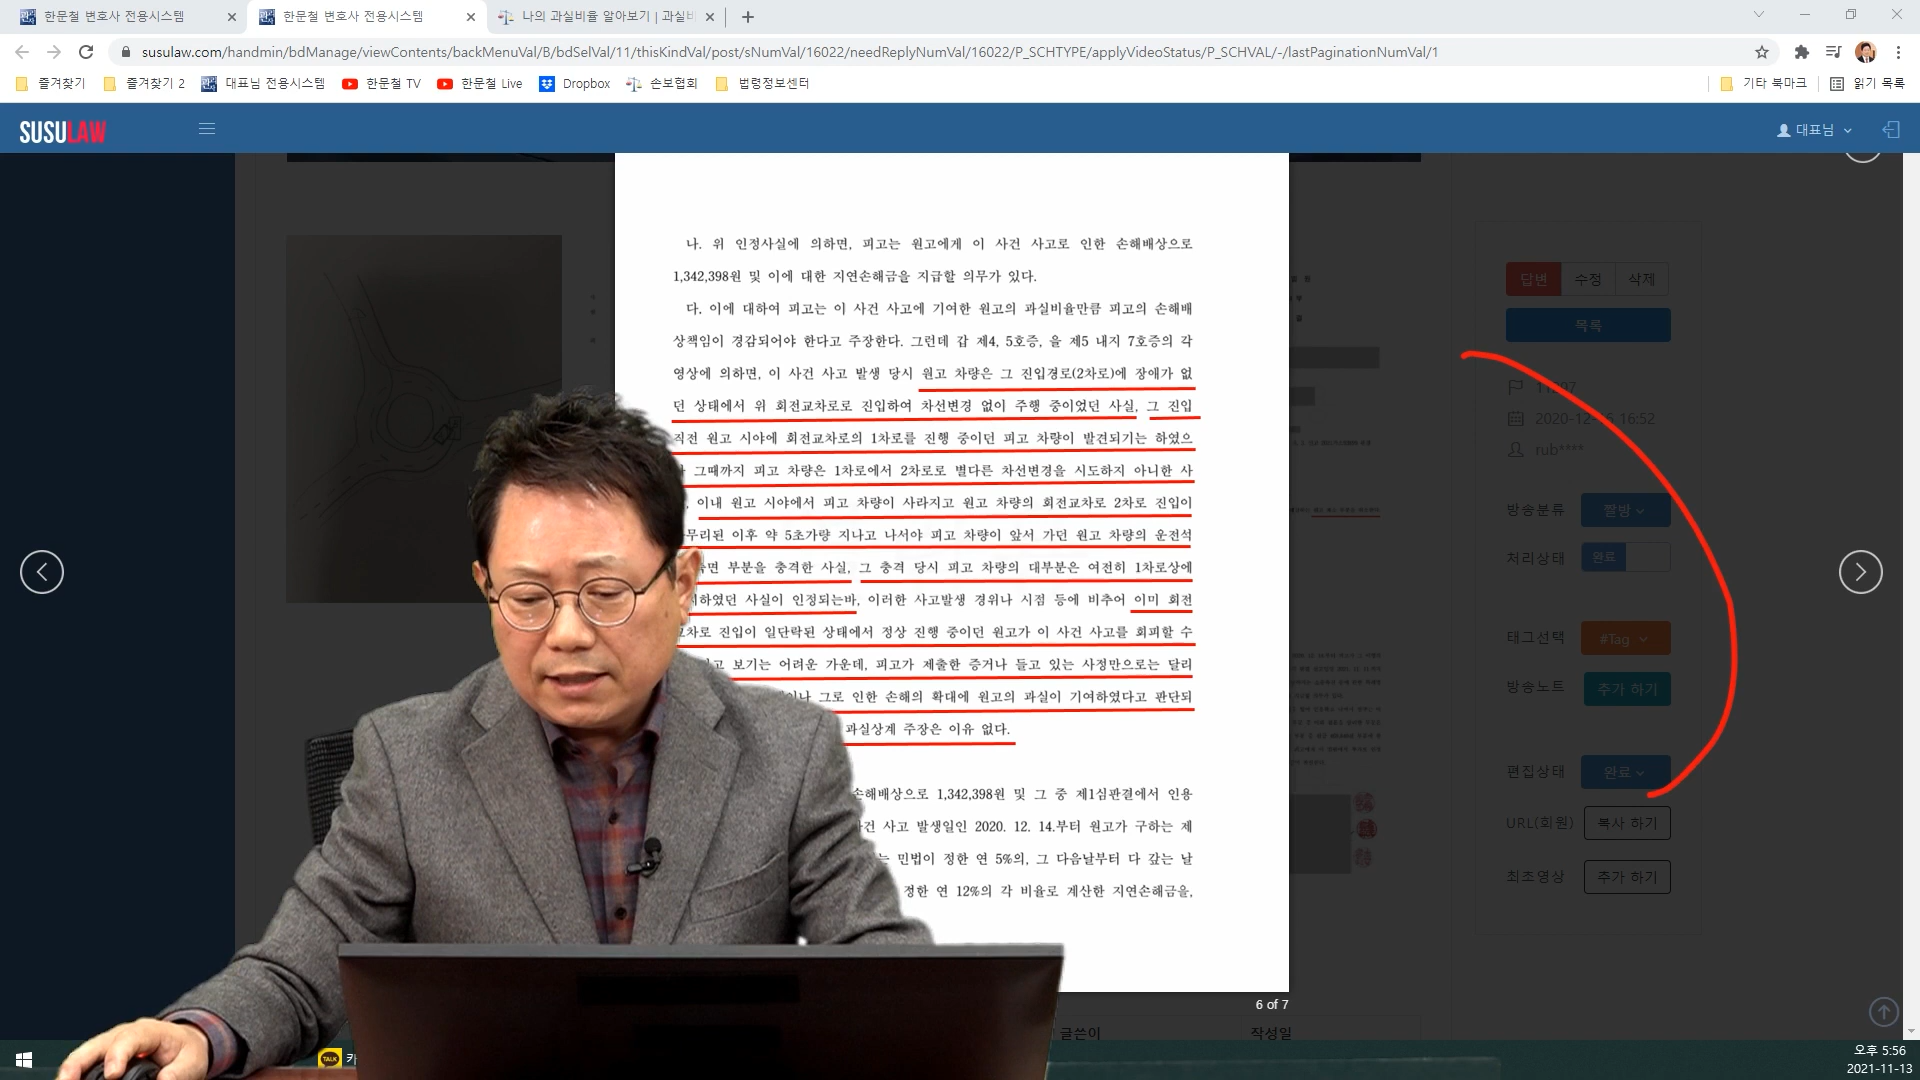 한문철 변호사 전용시스템
한문철 변호사 전용시스템
나의 과실비율 알아보기 | 과실비
susulaw.com/handmin/bdManage/viewContents/backMenuVal/B/bdSelVal/11/thisKindVal/post/sNumVal/16022/needReplyNumVal/16022/P_SCHTYPE/applyVideoStatus/P_SCHVAL/-/lastPaginationNumVal/1
즐겨찾기
즐겨찾기 2
대표님 전용시스템
한문철 TV
한문철 Live
Dropbox
손보협회
법령정보센터
기타 북마크
읽기 목록
SUSULAW
대표님
나. 위 인정사실에 의하면, 피고는 원고에게 이 사건 사고로 인한 손해배상으로
1,342,398원 및 이에 대한 지연손해금을 지급할 의무가 있다.
다. 이에 대하여 피고는 이 사건 사고에 기여한 원고의 과실비율만큼 피고의 손해배
상책임이 경감되어야 한다고 주장한다. 그런데 갑 제4, 5호증, 을 제5 내지 7호증의 각
영상에 의하면, 이 사건 사고 발생 당시 원고 차량은 그 진입경로(2차로)에 장애가 없
던 상태에서 위 회전교차로로 진입하여 차선변경 없이 주행 중이었던 사실, 그 진입
직전 원고 시야에 회전교차로의 1차로를 진행 중이던 피고 차량이 발견되기는 하였으
그때까지 피고 차량은 1차로에서 2차로로 별다른 차선변경을 시도하지 아니한 사
, 이내 원고 시야에서 피고 차량이 사라지고 원고 차량의 회전교차로 2차로 진입이
무리된 이후 약 5초가량 지나고 나서야 피고 차량이 앞서 가던 원고 차량의 운전석
측면 부분을 충격한 사실, 그 충격 당시 피고 차량의 대부분은 여전히 1차로상에
하였던 사실이 인정되는바, 이러한 사고발생 경위나 시점 등에 비추어 이미 회전
교차로 진입이 일단락된 상태에서 정상 진행 중이던 원고가 이 사건 사고를 회피할 수
고 보기는 어려운 가운데, 피고가 제출한 증거나 들고 있는 사정만으로는 달리
이나 그로 인한 손해의 확대에 원고의 과실이 기여하였다고 판단되
과실상계 주장은 이유 없다.
손해배상으로 1,342,398원 및 그 중 제1심판결에서 인용
건 사고 발생일인 2020. 12. 14.부터 원고가 구하는 제
는 민법이 정한 연 5%의, 그 다음날부터 다 갚는 날
정한 연 12%의 각 비율로 계산한 지연손해금을,
6 of 7
답변
수정
삭제
목록
2020-12-15 16:52
rub****
방송분류
짤방
처리상태
완료
태그선택
#Tag
방송노트
추가 하기
편집상태
완료
URL(회원)
복사 하기
최초영상
추가 하기
글쓴이
작성일
TALK
카
오후 5:56
2021-11-13